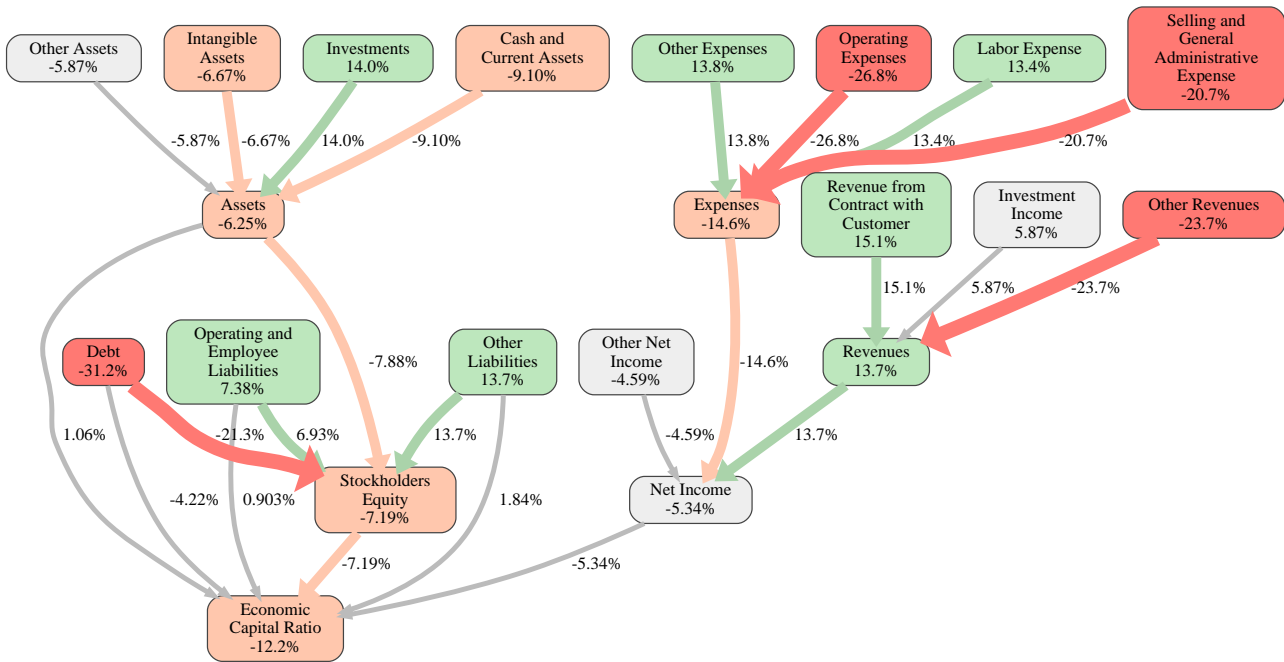 Other Assets
-5.87%
Intangible
Assets
-6.67%
Investments
14.0%
Cash and
Current Assets
-9.10%
Other Expenses
13.8%
Operating
Expenses
-26.8%
Labor Expense
13.4%
Selling and
General
Administrative
Expense
-20.7%
-5.87%
-6.67%
14.0%
-9.10%
13.8%
-26.8%
13.4%
-20.7%
Assets
-6.25%
Expenses
-14.6%
Revenue from
Contract with
Customer
15.1%
Investment
Income
5.87%
Other Revenues
-23.7%
15.1%
5.87%
-23.7%
Debt
-31.2%
Operating and
Employee
Liabilities
7.38%
-7.88%
Other
Liabilities
13.7%
Other Net
Income
-4.59%
-14.6%
Revenues
13.7%
1.06%
-21.3%
6.93%
13.7%
-4.59%
13.7%
-4.22%
0.903%
Stockholders
Equity
-7.19%
1.84%
Net Income
-5.34%
-7.19%
-5.34%
Economic
Capital Ratio
-12.2%